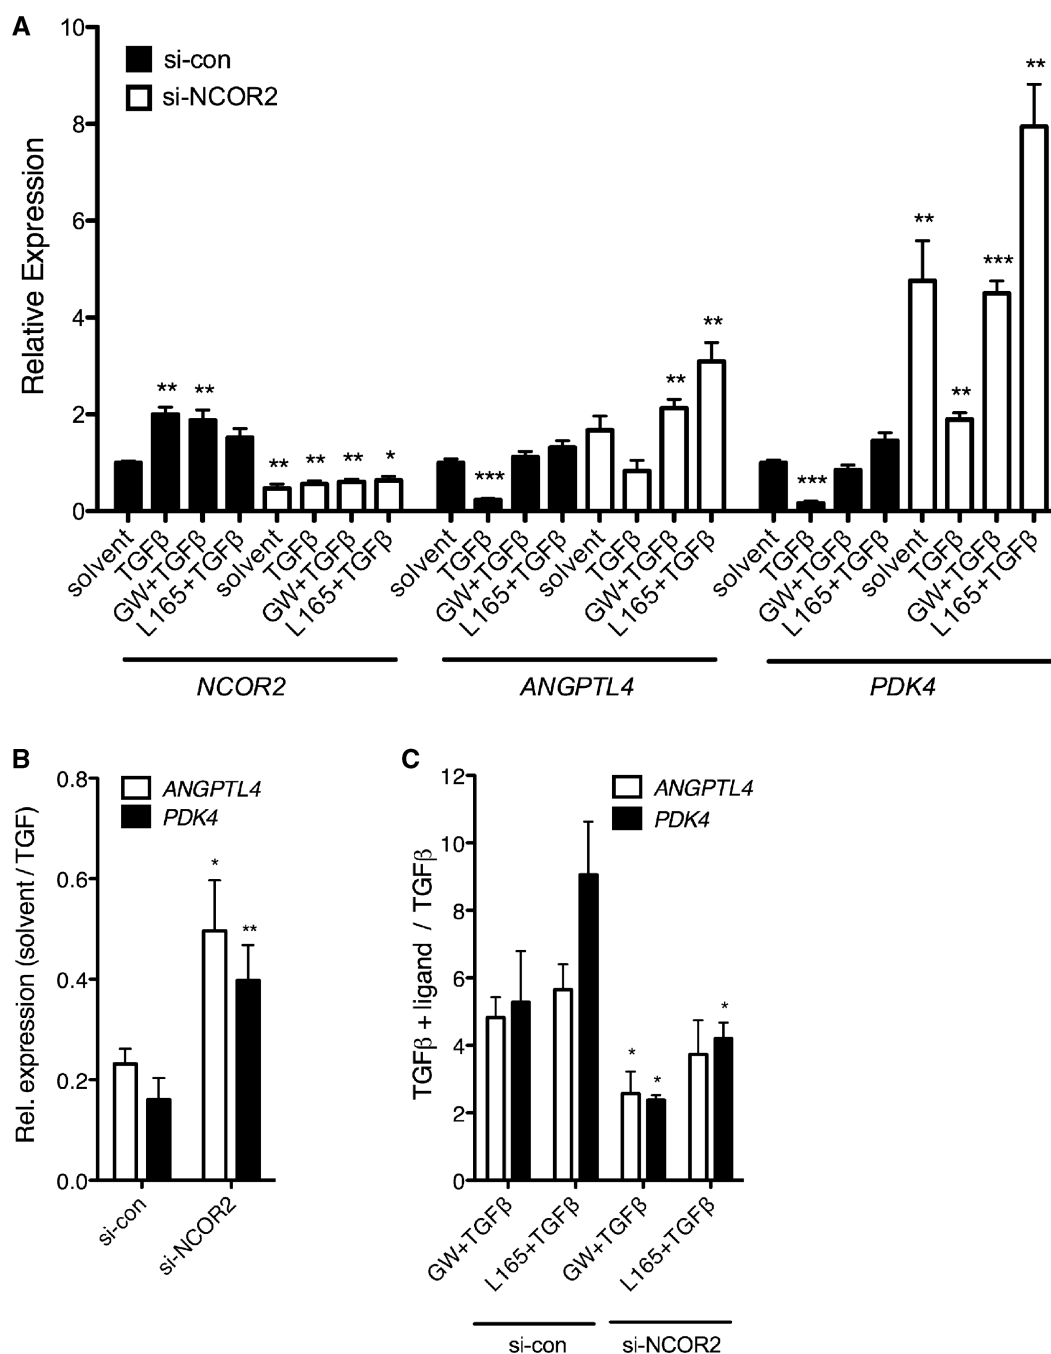 A
10
8
6
4
2
0
Relative Expression
si-con
si-NCOR2
** ** ** ** ** * *** ** ** *** ** ** *** **
solvent TGFβ GW+TGFβ L165+TGFβ solvent TGFβ GW+TGFβ L165+TGFβ
solvent TGFβ GW+TGFβ L165+TGFβ solvent TGFβ GW+TGFβ L165+TGFβ
solvent TGFβ GW+TGFβ L165+TGFβ solvent TGFβ GW+TGFβ L165+TGFβ
NCOR2 ANGPTL4 PDK4
B
0.8
0.6
0.4
0.2
0.0
Rel. expression (solvent / TGF)
ANGPTL4
PDK4
* **
si-con si-NCOR2
C
12
10
8
6
4
2
0
TGFβ + ligand / TGFβ
ANGPTL4
PDK4
* * *
GW+TGFβ L165+TGFβ GW+TGFβ L165+TGFβ
si-con si-NCOR2